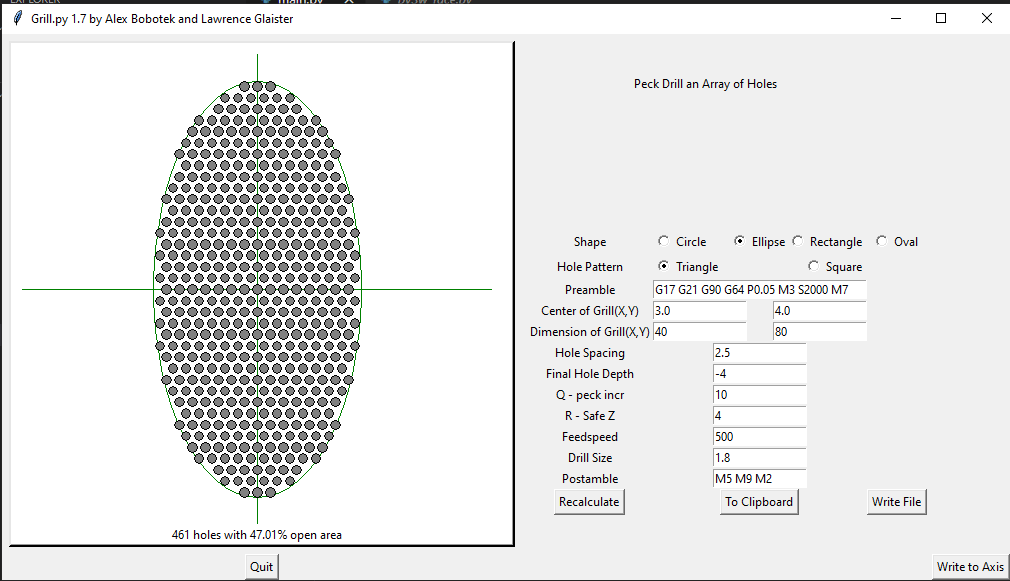 Grill.py 1.7 by Alex Bobotek and Lawrence Glaister
Peck Drill an Array of Holes
Shape Circle Ellipse Rectangle Oval
Hole Pattern Triangle Square
Preamble G17 G21 G90 G64 P0.05 M3 S2000 M7
Center of Grill(X,Y) 3.0 4.0
Dimension of Grill(X,Y) 40 80
Hole Spacing 2.5
Final Hole Depth -4
Q - peck incr 10
R - Safe Z 4
Feedspeed 500
Drill Size 1.8
Postamble M5 M9 M2
Recalculate To Clipboard Write File
461 holes with 47.01% open area
Quit Write to Axis